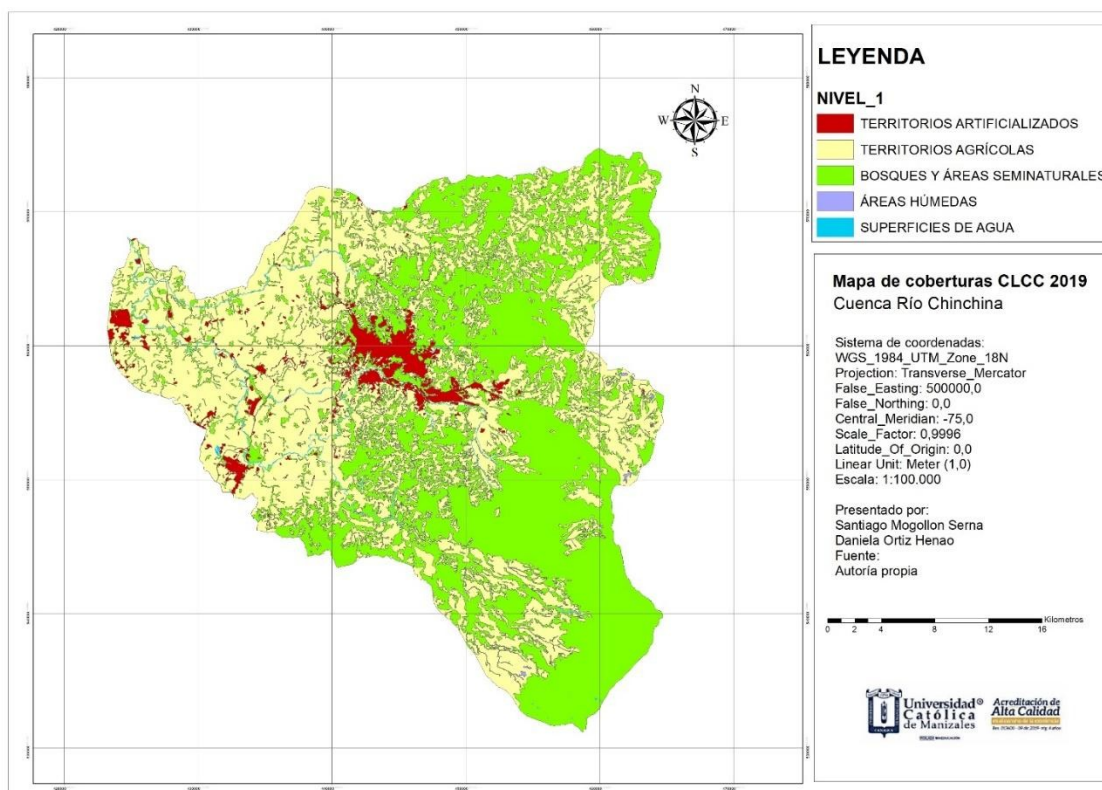 N
W
E
S
LEYENDA
NIVEL_1
TERRITORIOS ARTIFICIALIZADOS
TERRITORIOS AGRÍCOLAS
BOSQUES Y ÁREAS SEMINATURALES
ÁREAS HÚMEDAS
SUPERFICIES DE AGUA
Mapa de coberturas CLCC 2019
Cuenca Río Chinchina
Sistema de coordenadas:
WGS_1984_UTM_Zone_18N
Projection: Transverse_Mercator
False_Easting: 500000,0
False_Northing: 0,0
Central_Meridian: -75,0
Scale_Factor: 0,9996
Latitude_Of_Origin: 0,0
Linear Unit: Meter (1,0)
Escala: 1:100.000
Presentado por:
Santiago Mogollon Serna
Daniela Ortiz Henao
Fuente:
Autoría propia
Kilometros
0 2 4 8 12 16
Universidad®
Católica
de Manizales
Acreditación de
Alta Calidad